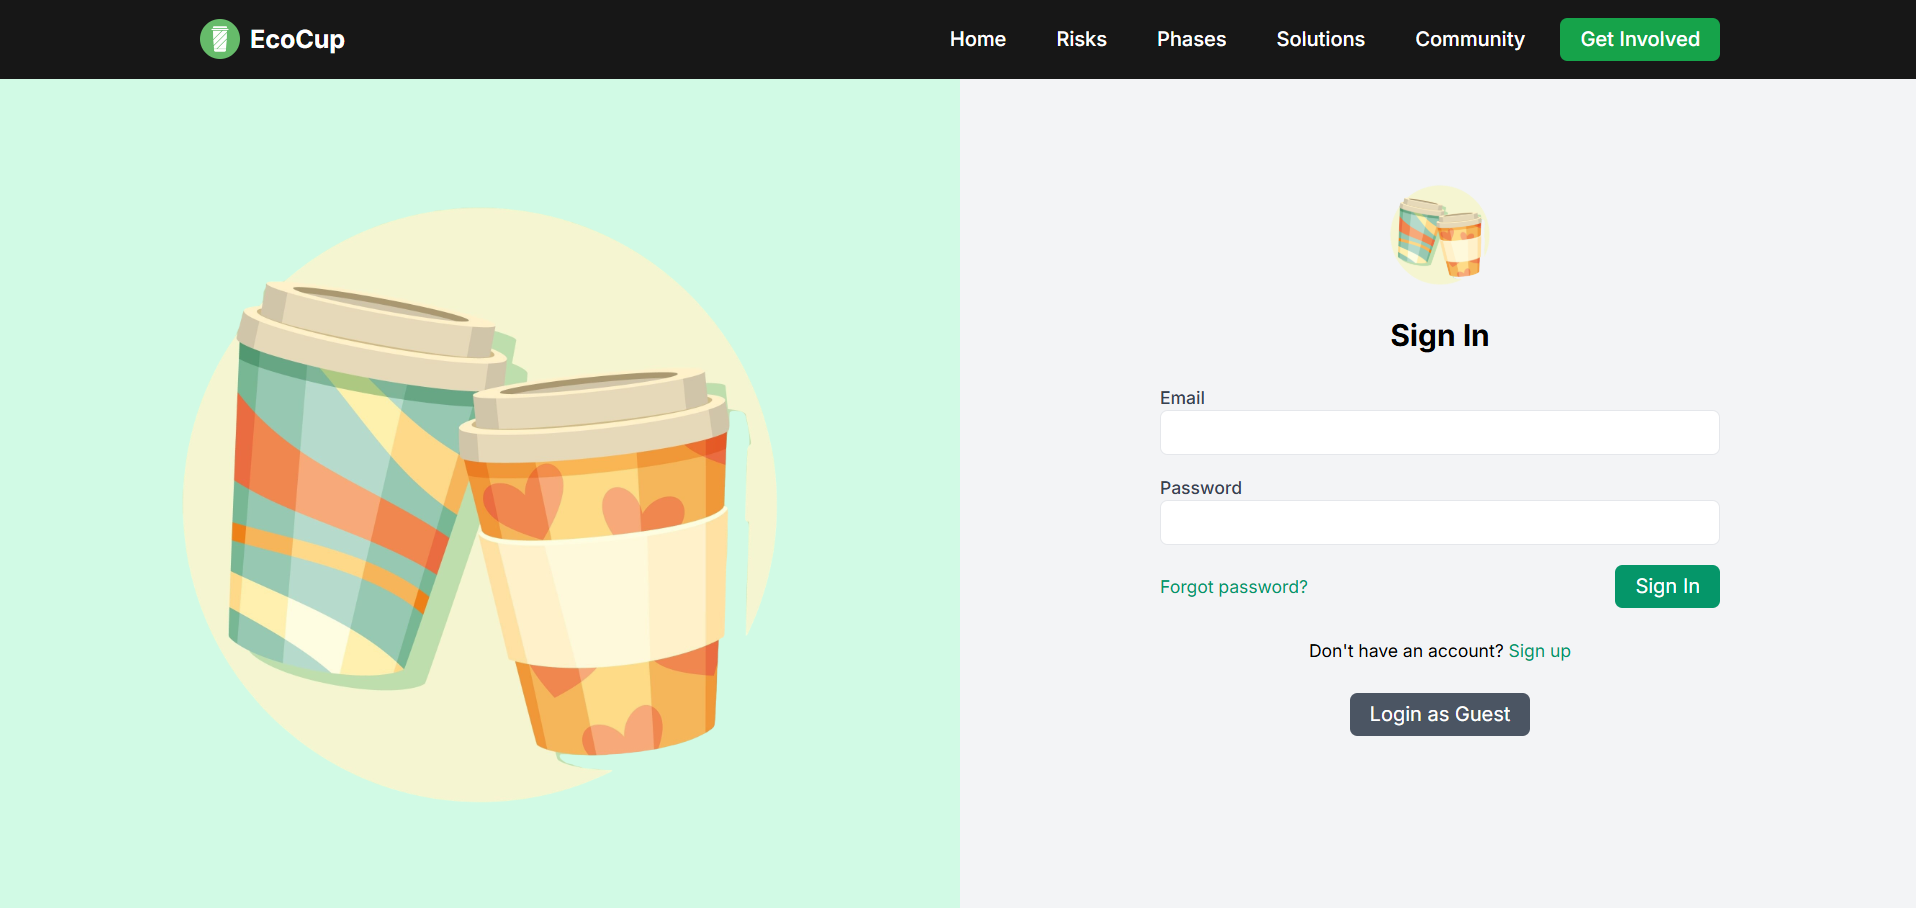 EcoCup
Home
Risks
Phases
Solutions
Community
Get Involved
Sign In
Email
Password
Forgot password?
Sign In
Don't have an account? Sign up
Login as Guest